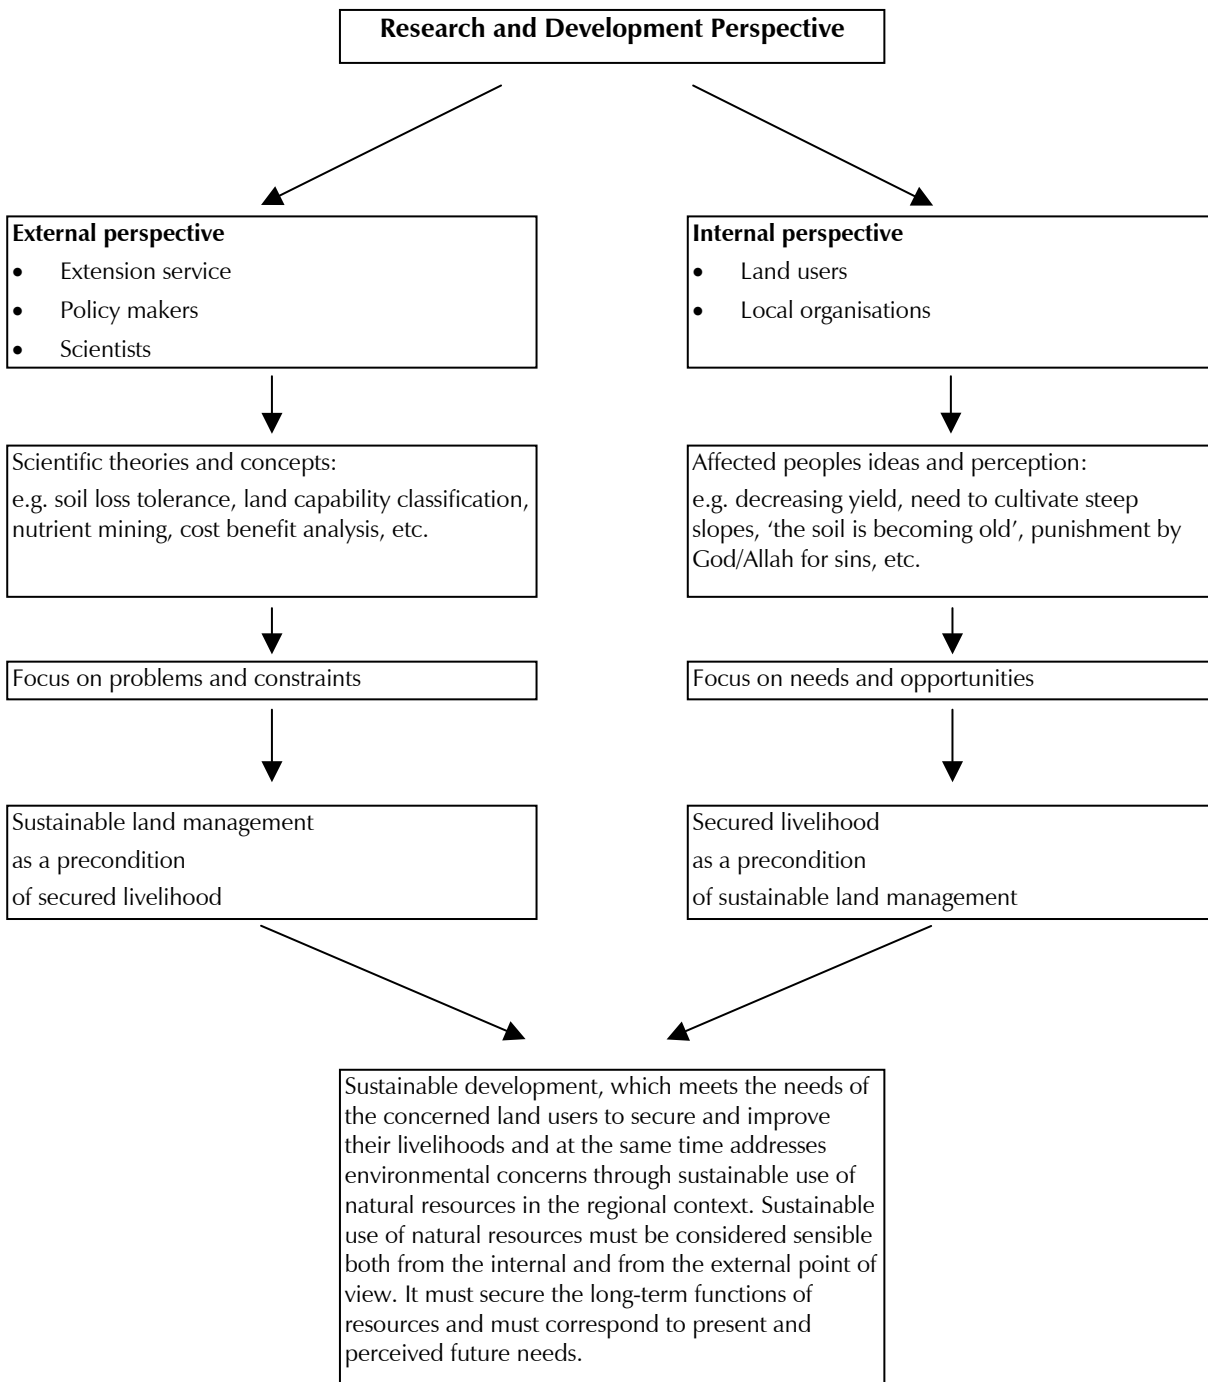 Research and Development Perspective
External perspective
• Extension service
• Policy makers
• Scientists
Internal perspective
• Land users
• Local organisations
Scientific theories and concepts:
e.g. soil loss tolerance, land capability classification,
nutrient mining, cost benefit analysis, etc.
Affected peoples ideas and perception:
e.g. decreasing yield, need to cultivate steep
slopes, ‘the soil is becoming old’, punishment by
God/Allah for sins, etc.
Focus on problems and constraints
Focus on needs and opportunities
Sustainable land management
as a precondition
of secured livelihood
Secured livelihood
as a precondition
of sustainable land management
Sustainable development, which meets the needs of
the concerned land users to secure and improve
their livelihoods and at the same time addresses
environmental concerns through sustainable use of
natural resources in the regional context. Sustainable
use of natural resources must be considered sensible
both from the internal and from the external point of
view. It must secure the long-term functions of
resources and must correspond to present and
perceived future needs.